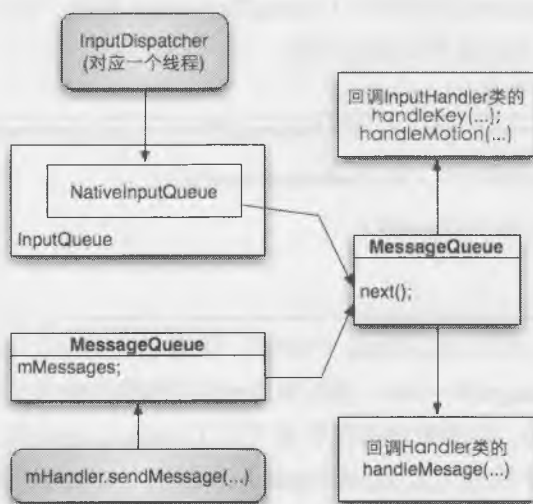 InputDispatcher
(对应一个线程)
NativeInputQueue
InputQueue
MessageQueue
mMessages;
mHandler.sendMessage(...)
回调InputHandler类的
handleKey(...);
handleMotion(...)
MessageQueue
next();
回调Handler类的
handleMesage(...)